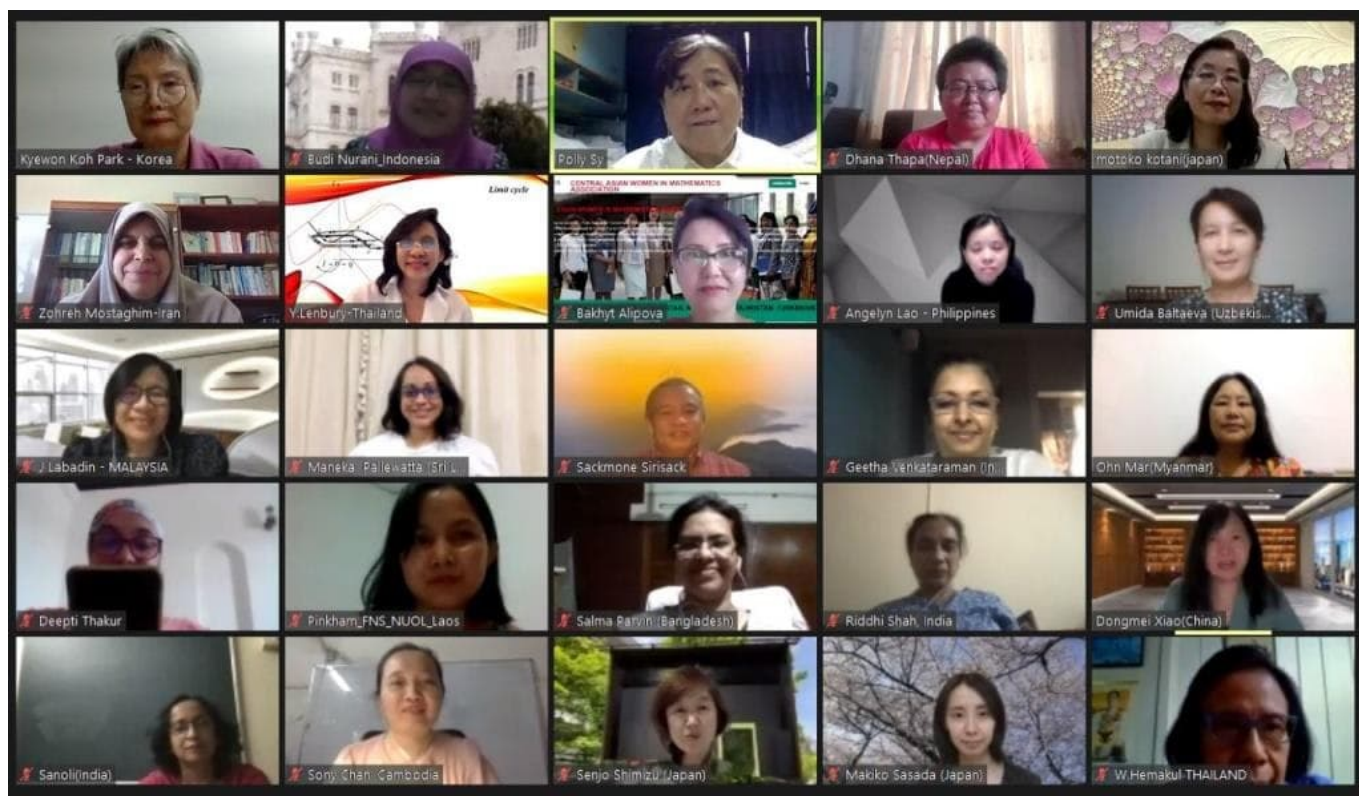 Kyewon Koh Park - Korea
Budi Nurani_Indonesia
Polly Sy
Dhana Thapa(Nepal)
motoko kotani(japan)
Zohreh Mostaghim-Iran
Limit cycle
Y.Lenbury-Thailand
CENTRAL ASIAN WOMEN IN MATHEMATICS
ASSOCIATION
Bakhyt Alipova
Angelyn Lao - Philippines
Umida Baltaeva (Uzbekis...
J Labadin - MALAYSIA
Maneka Pallewatta (Sri L...
Sackmone Sirisack
Geetha Venkataraman (In...
Ohn Mar(Myanmar)
Deepti Thakur
Pinkham_FNS_NUOL_Laos
Salma Parvin (Bangladesh)
Riddhi Shah, India
Dongmei Xiao(China)
Sanoli(india)
Sony Chan, Cambodia
Senjo Shimizu (Japan)
Makiko Sasada (Japan)
W.Hemakul THAILAND